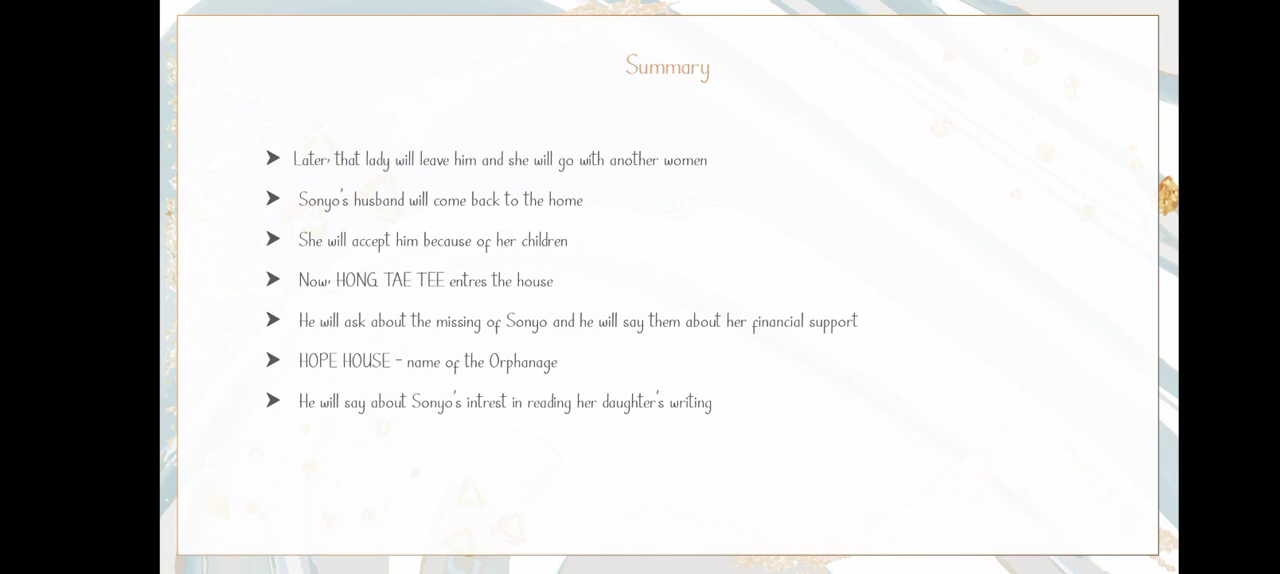 Summary
➤ Later, that lady will leave him and she will go with another women
➤ Sonyo's husband will come back to the home
➤ She will accept him because of her children
➤ Now, HONG TAE TEE entres the house
➤ He will ask about the missing of Sonyo and he will say them about her financial support
➤ HOPE HOUSE - name of the Orphanage
➤ He will say about Sonyo's intrest in reading her daughter's writing